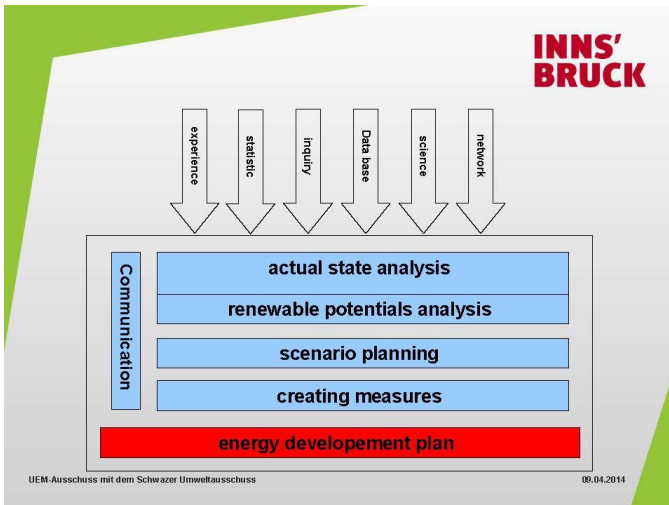 INNS'
BRUCK
experience
statistic
inquiry
Data base
science
network
Communication
actual state analysis
renewable potentials analysis
scenario planning
creating measures
energy developement plan
UEM-Ausschuss mit dem Schwazer Umweltausschuss
09.04.2014